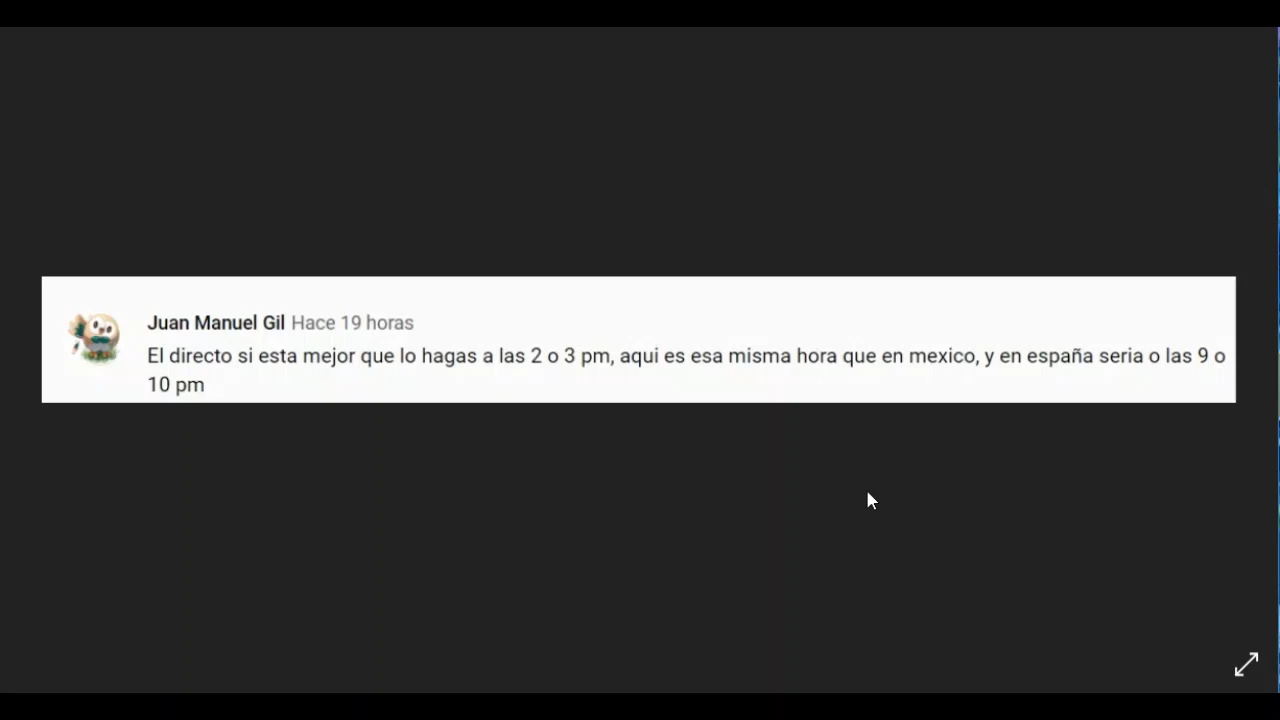 Juan Manuel Gil Hace 19 horas
El directo si esta mejor que lo hagas a las 2 o 3 pm, aqui es esa misma hora que en mexico, y en españa seria o las 9 o
10 pm